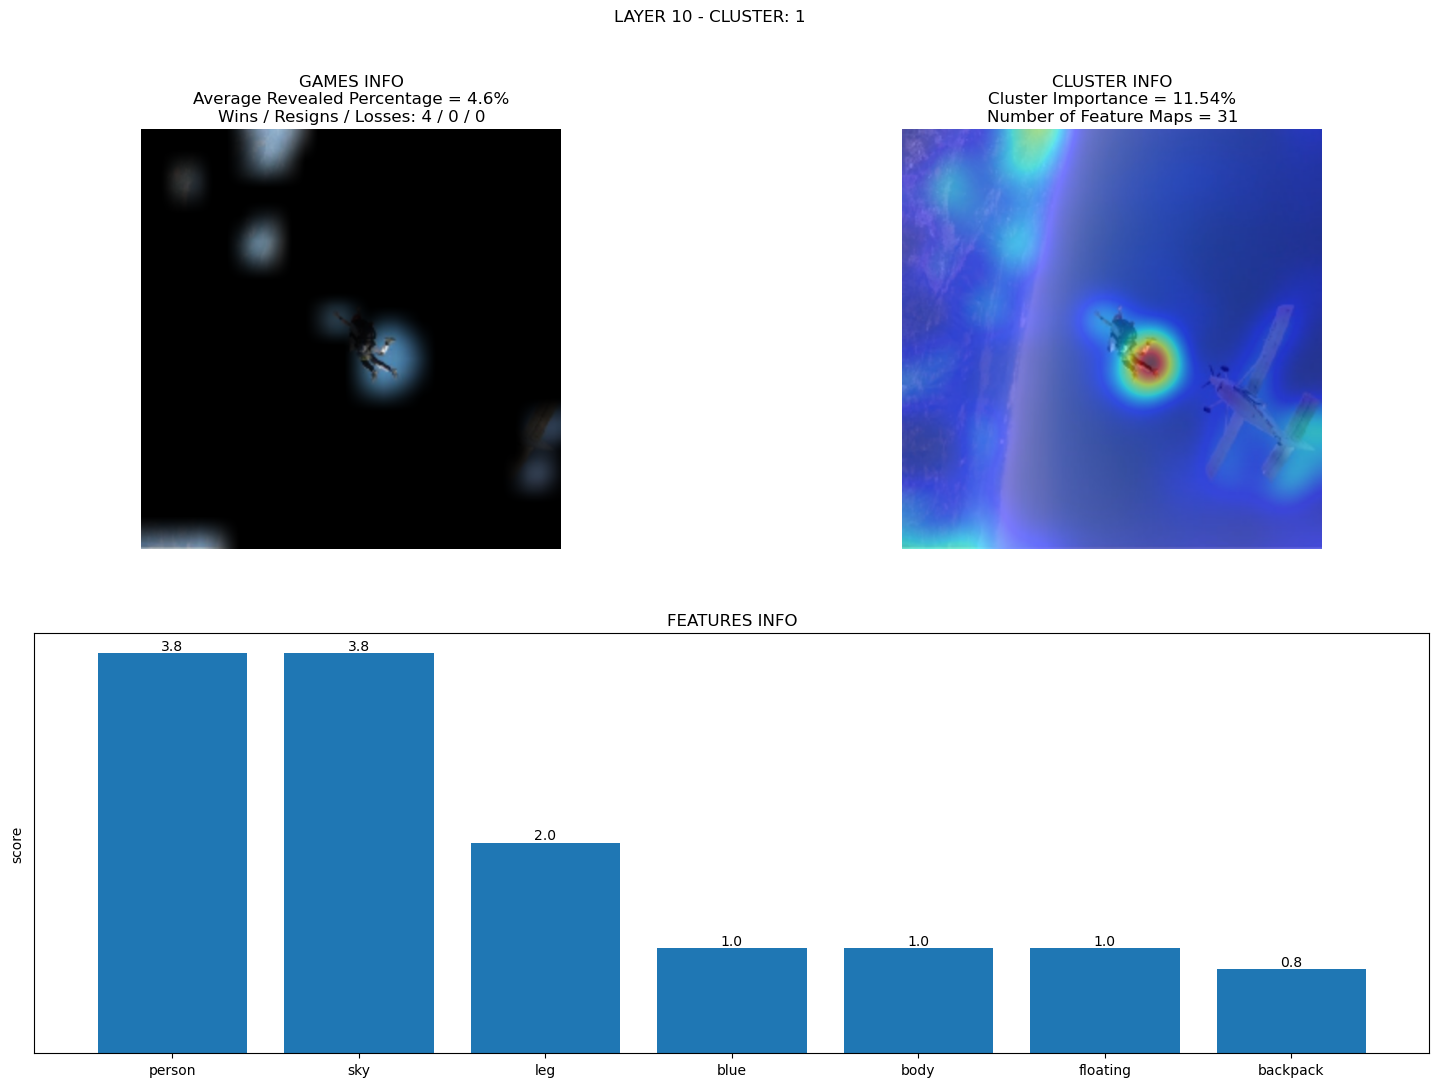 LAYER 10 - CLUSTER: 1
GAMES INFO
Average Revealed Percentage = 4.6%
Wins / Resigns / Losses: 4 / 0 / 0
CLUSTER INFO
Cluster Importance = 11.54%
Number of Feature Maps = 31
FEATURES INFO
score
3.8
3.8
2.0
1.0
1.0
1.0
0.8
person
sky
leg
blue
body
floating
backpack